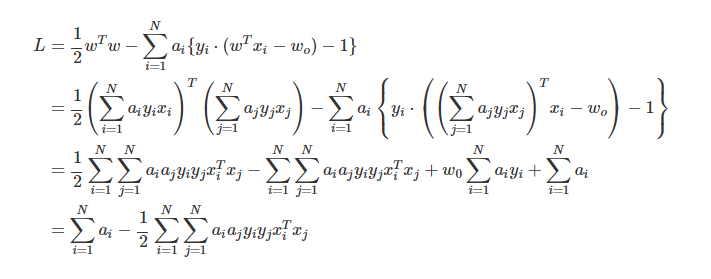 L = \frac{1}{2} w^T w - \sum_{i=1}^{N} a_i \{ y_i \cdot (w^T x_i - w_o) - 1 \}
= \frac{1}{2} \left( \sum_{i=1}^{N} a_i y_i x_i \right)^T \left( \sum_{j=1}^{N} a_j y_j x_j \right) - \sum_{i=1}^{N} a_i \left\{ y_i \cdot \left( \left( \sum_{j=1}^{N} a_j y_j x_j \right)^T x_i - w_o \right) - 1 \right\}
= \frac{1}{2} \sum_{i=1}^{N} \sum_{j=1}^{N} a_i a_j y_i y_j x_i^T x_j - \sum_{i=1}^{N} \sum_{j=1}^{N} a_i a_j y_i y_j x_i^T x_j + w_0 \sum_{i=1}^{N} a_i y_i + \sum_{i=1}^{N} a_i
= \sum_{i=1}^{N} a_i - \frac{1}{2} \sum_{i=1}^{N} \sum_{j=1}^{N} a_i a_j y_i y_j x_i^T x_j